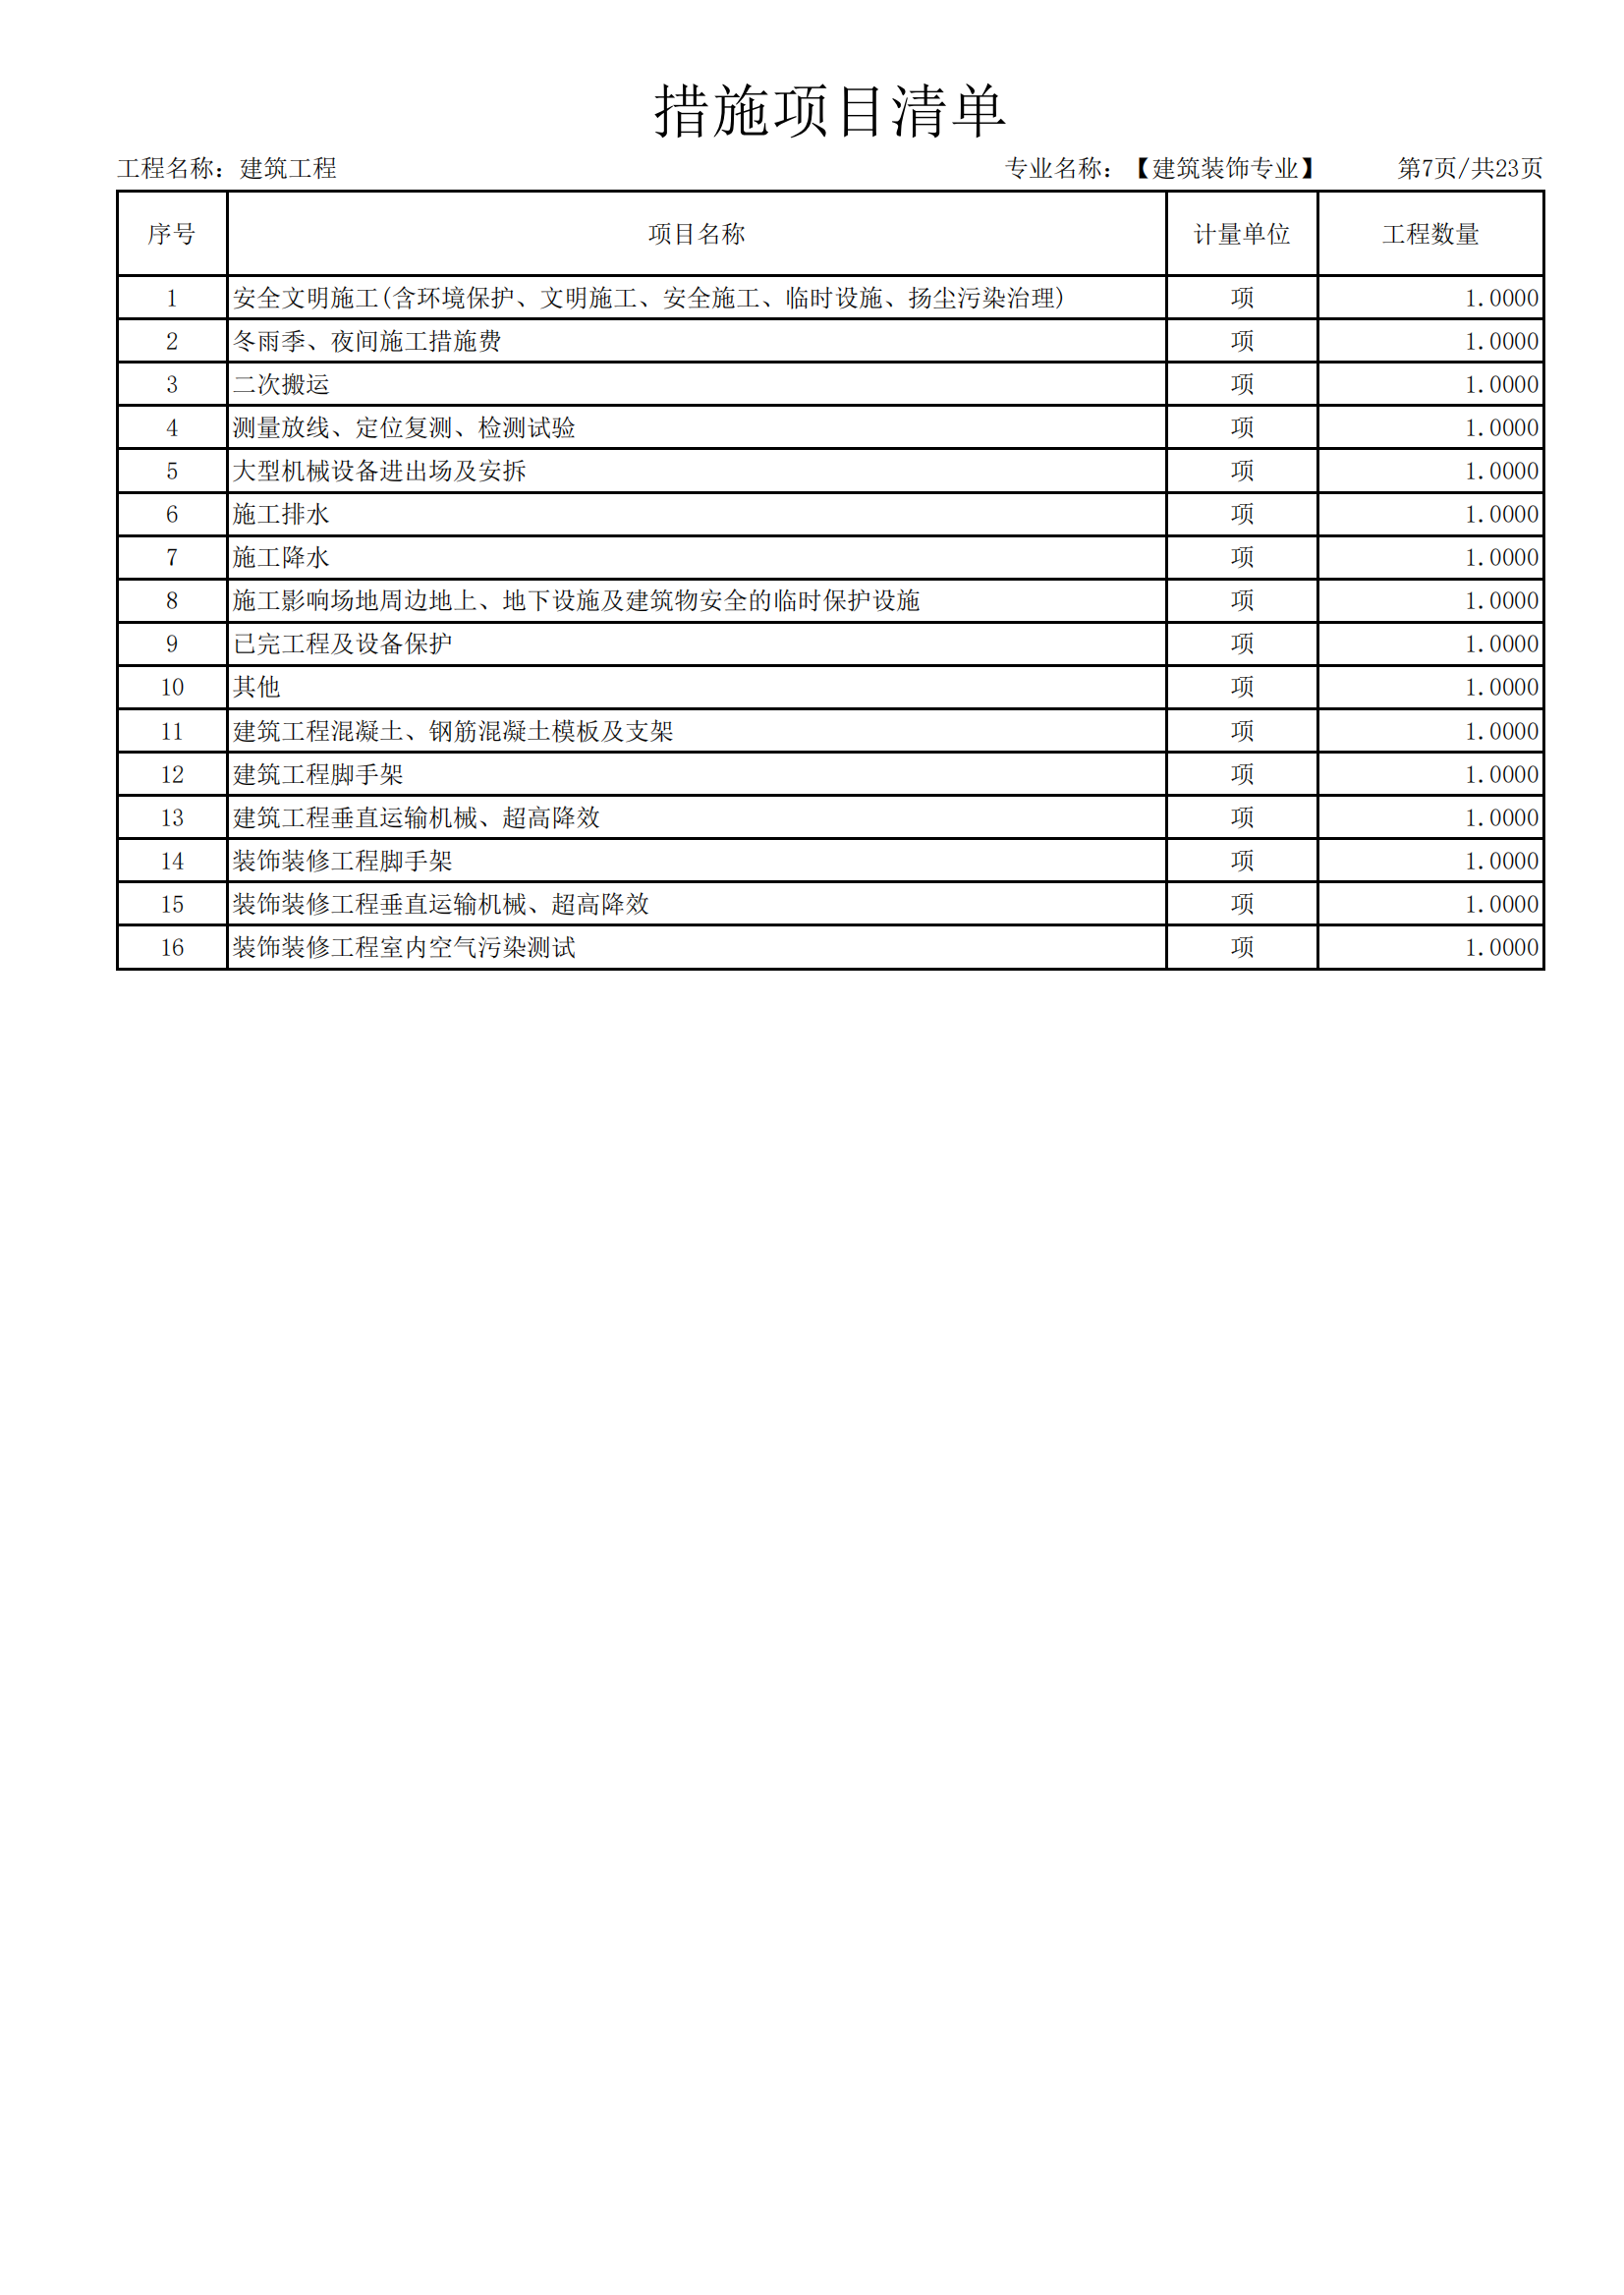 措施项目清单
工程名称：建筑工程 专业名称：【建筑装饰专业】 第7页/共23页
序号 项目名称 计量单位 工程数量
1 安全文明施工(含环境保护、文明施工、安全施工、临时设施、扬尘污染治理) 项 1.0000
2 冬雨季、夜间施工措施费 项 1.0000
3 二次搬运 项 1.0000
4 测量放线、定位复测、检测试验 项 1.0000
5 大型机械设备进出场及安拆 项 1.0000
6 施工排水 项 1.0000
7 施工降水 项 1.0000
8 施工影响场地周边地上、地下设施及建筑物安全的临时保护设施 项 1.0000
9 已完工程及设备保护 项 1.0000
10 其他 项 1.0000
11 建筑工程混凝土、钢筋混凝土模板及支架 项 1.0000
12 建筑工程脚手架 项 1.0000
13 建筑工程垂直运输机械、超高降效 项 1.0000
14 装饰装修工程脚手架 项 1.0000
15 装饰装修工程垂直运输机械、超高降效 项 1.0000
16 装饰装修工程室内空气污染测试 项 1.0000